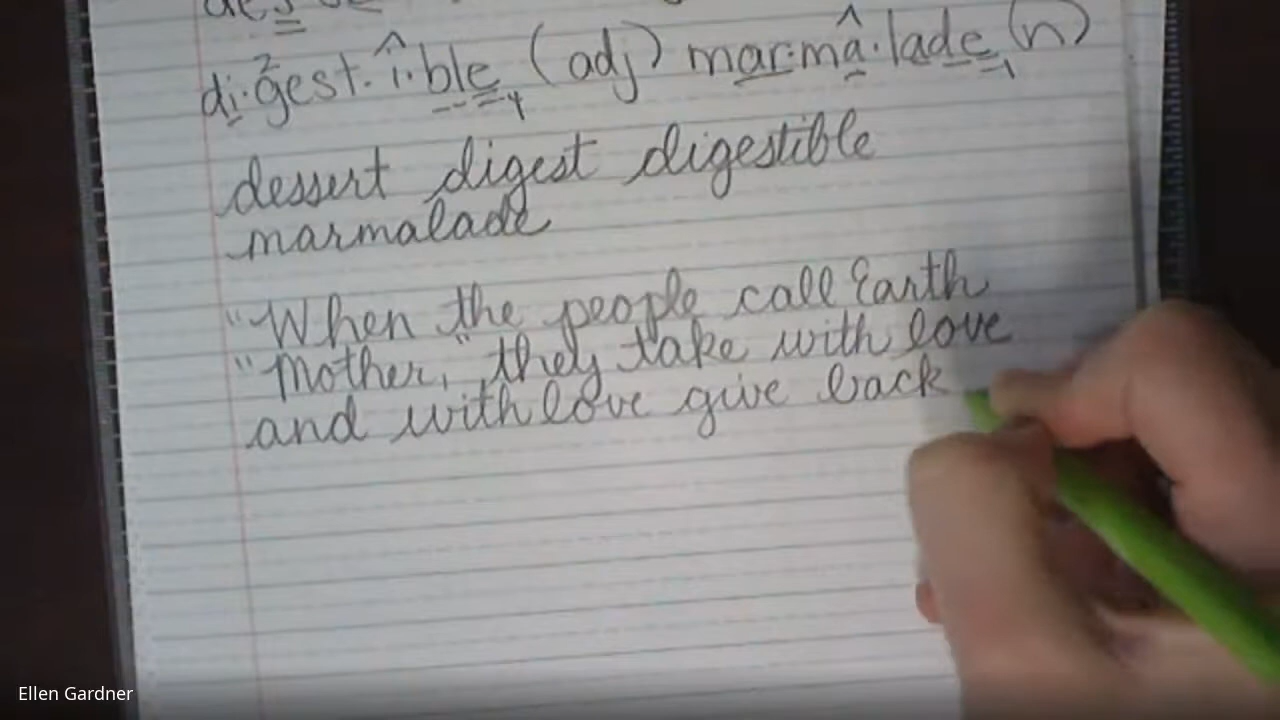 di·gest·i·ble (adj) mar·ma·lade (n)
dessert digest digestible
marmalade
"When the people call Earth
"Mother," they take with love
and with love give back
Ellen Gardner